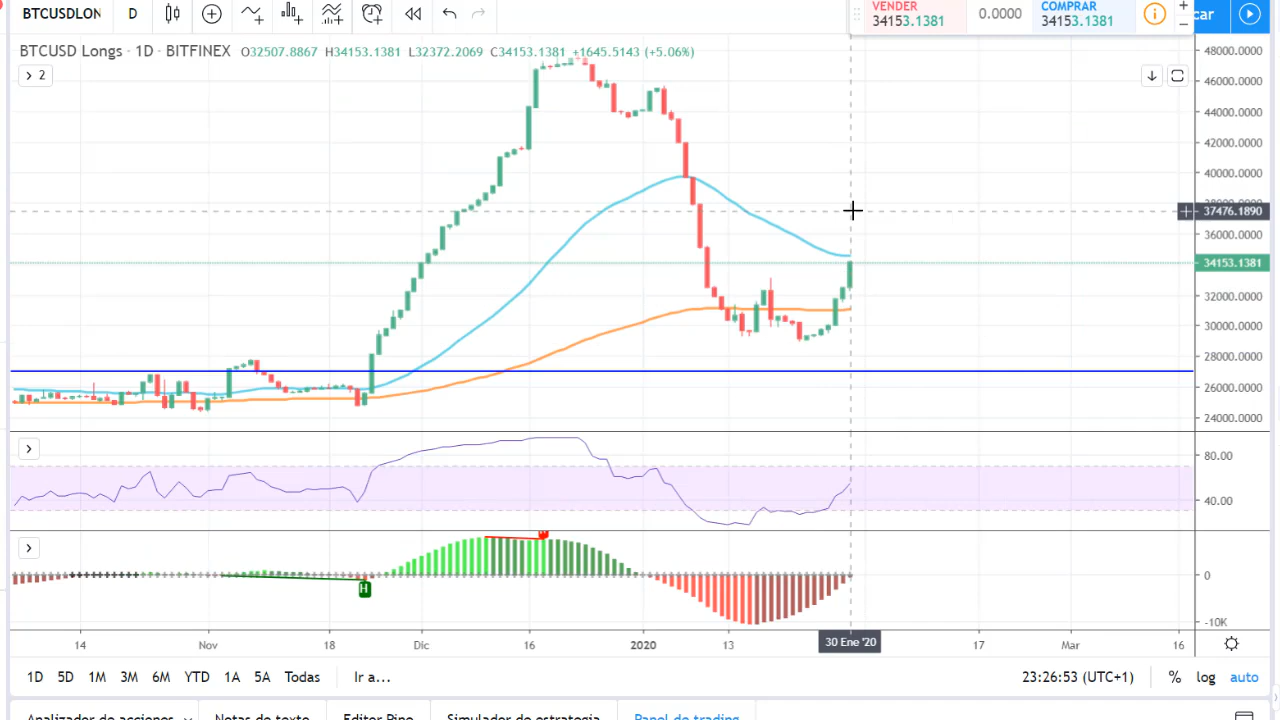 BTCUSDLON D
VENDER
34153.1381
0.0000
COMPRAR
34153.1381
car
BTCUSD Longs · 1D · BITFINEX O32507.8867 H34153.1381 L32372.2069 C34153.1381 +1645.5143 (+5.06%)
2
48000.0000
46000.0000
44000.0000
42000.0000
40000.0000
37476.1890
36000.0000
34153.1381
32000.0000
30000.0000
28000.0000
26000.0000
24000.0000
80.00
40.00
H
0
-10K
14 Nov 18 Dic 16 2020 13 30 Ene '20 17 Mar 16
1D 5D 1M 3M 6M YTD 1A 5A Todas Ir a... 23:26:53 (UTC+1) % log auto
Analizador de acciones Notas de texto Editor Pine Simulador de estrategia Panel de trading